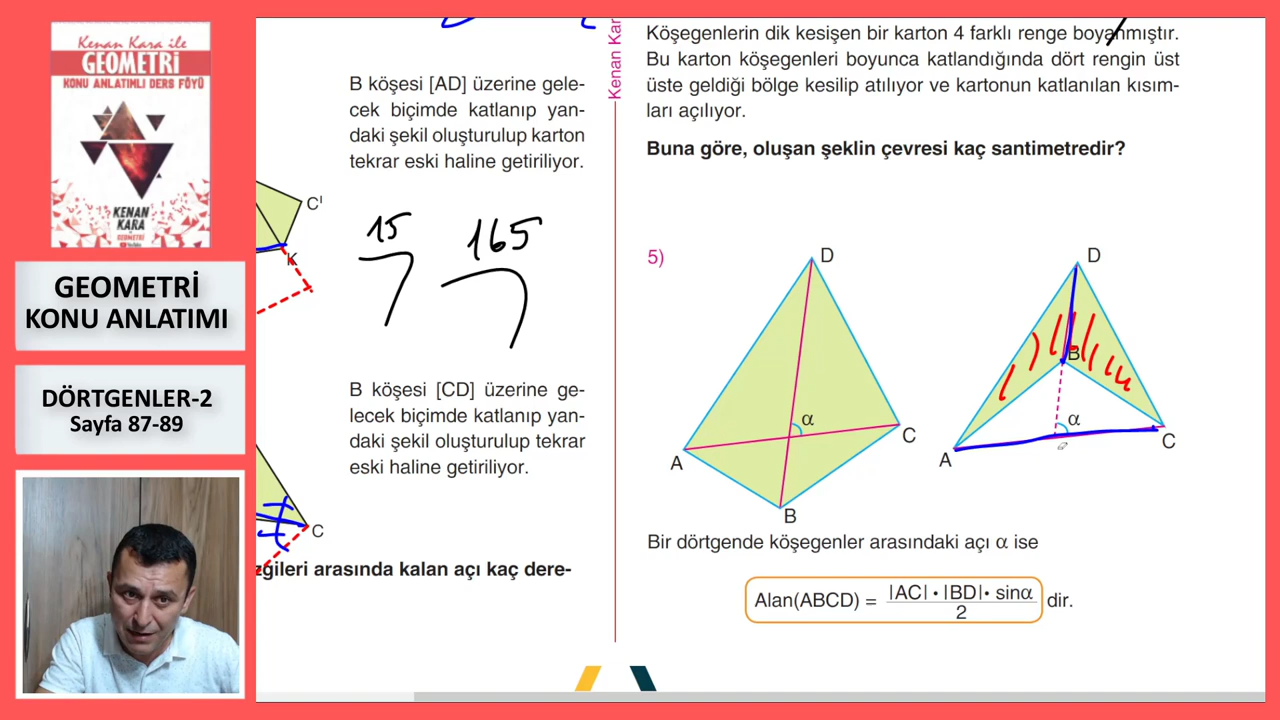 Kenan Kara ile
GEOMETRİ
KONU ANLATIMLI DERS FÖYÜ
KENAN
KARA
GEOMETRİ
KONU ANLATIMI
DÖRTGENLER-2
Sayfa 87-89
B köşesi [AD] üzerine gele-
cek biçimde katlanıp yan-
daki şekil oluşturulup karton
tekrar eski haline getiriliyor.
C'
K
15
165
B köşesi [CD] üzerine ge-
lecek biçimde katlanıp yan-
daki şekil oluşturulup tekrar
eski haline getiriliyor.
C
zgileri arasında kalan açı kaç dere-
Kenan Kar
Köşegenlerin dik kesişen bir karton 4 farklı renge boyanmıştır.
Bu karton köşegenleri boyunca katlandığında dört rengin üst
üste geldiği bölge kesilip atılıyor ve kartonun katlanılan kısım-
ları açılıyor.
Buna göre, oluşan şeklin çevresi kaç santimetredir?
5)
D
α
A
C
B
D
B
α
A
C
Bir dörtgende köşegenler arasındaki açı α ise
Alan(ABCD) = |AC| • |BD| • sinα / 2 dir.